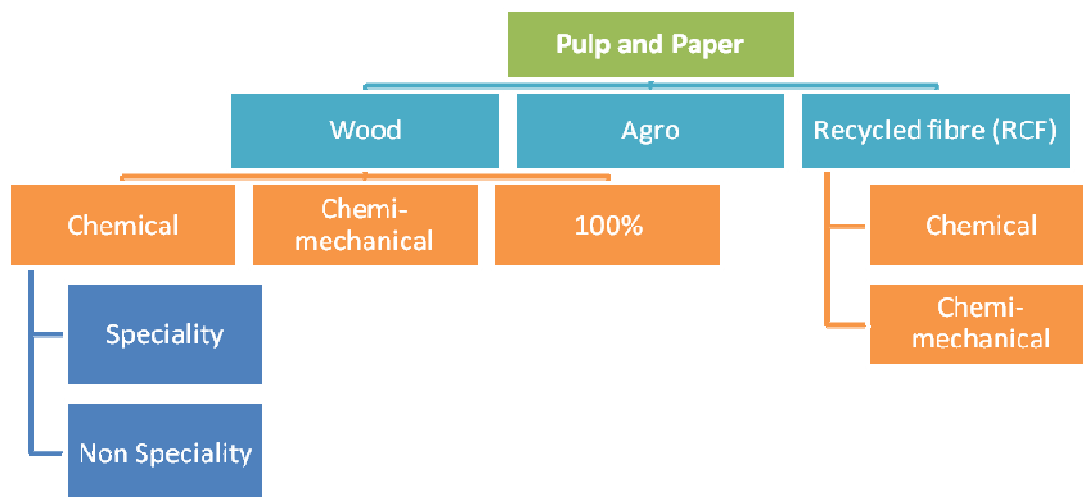 Pulp and Paper
Wood
Agro
Recycled fibre (RCF)
Chemical
Chemi-
mechanical
100%
Chemical
Speciality
Chemi-
mechanical
Non Speciality